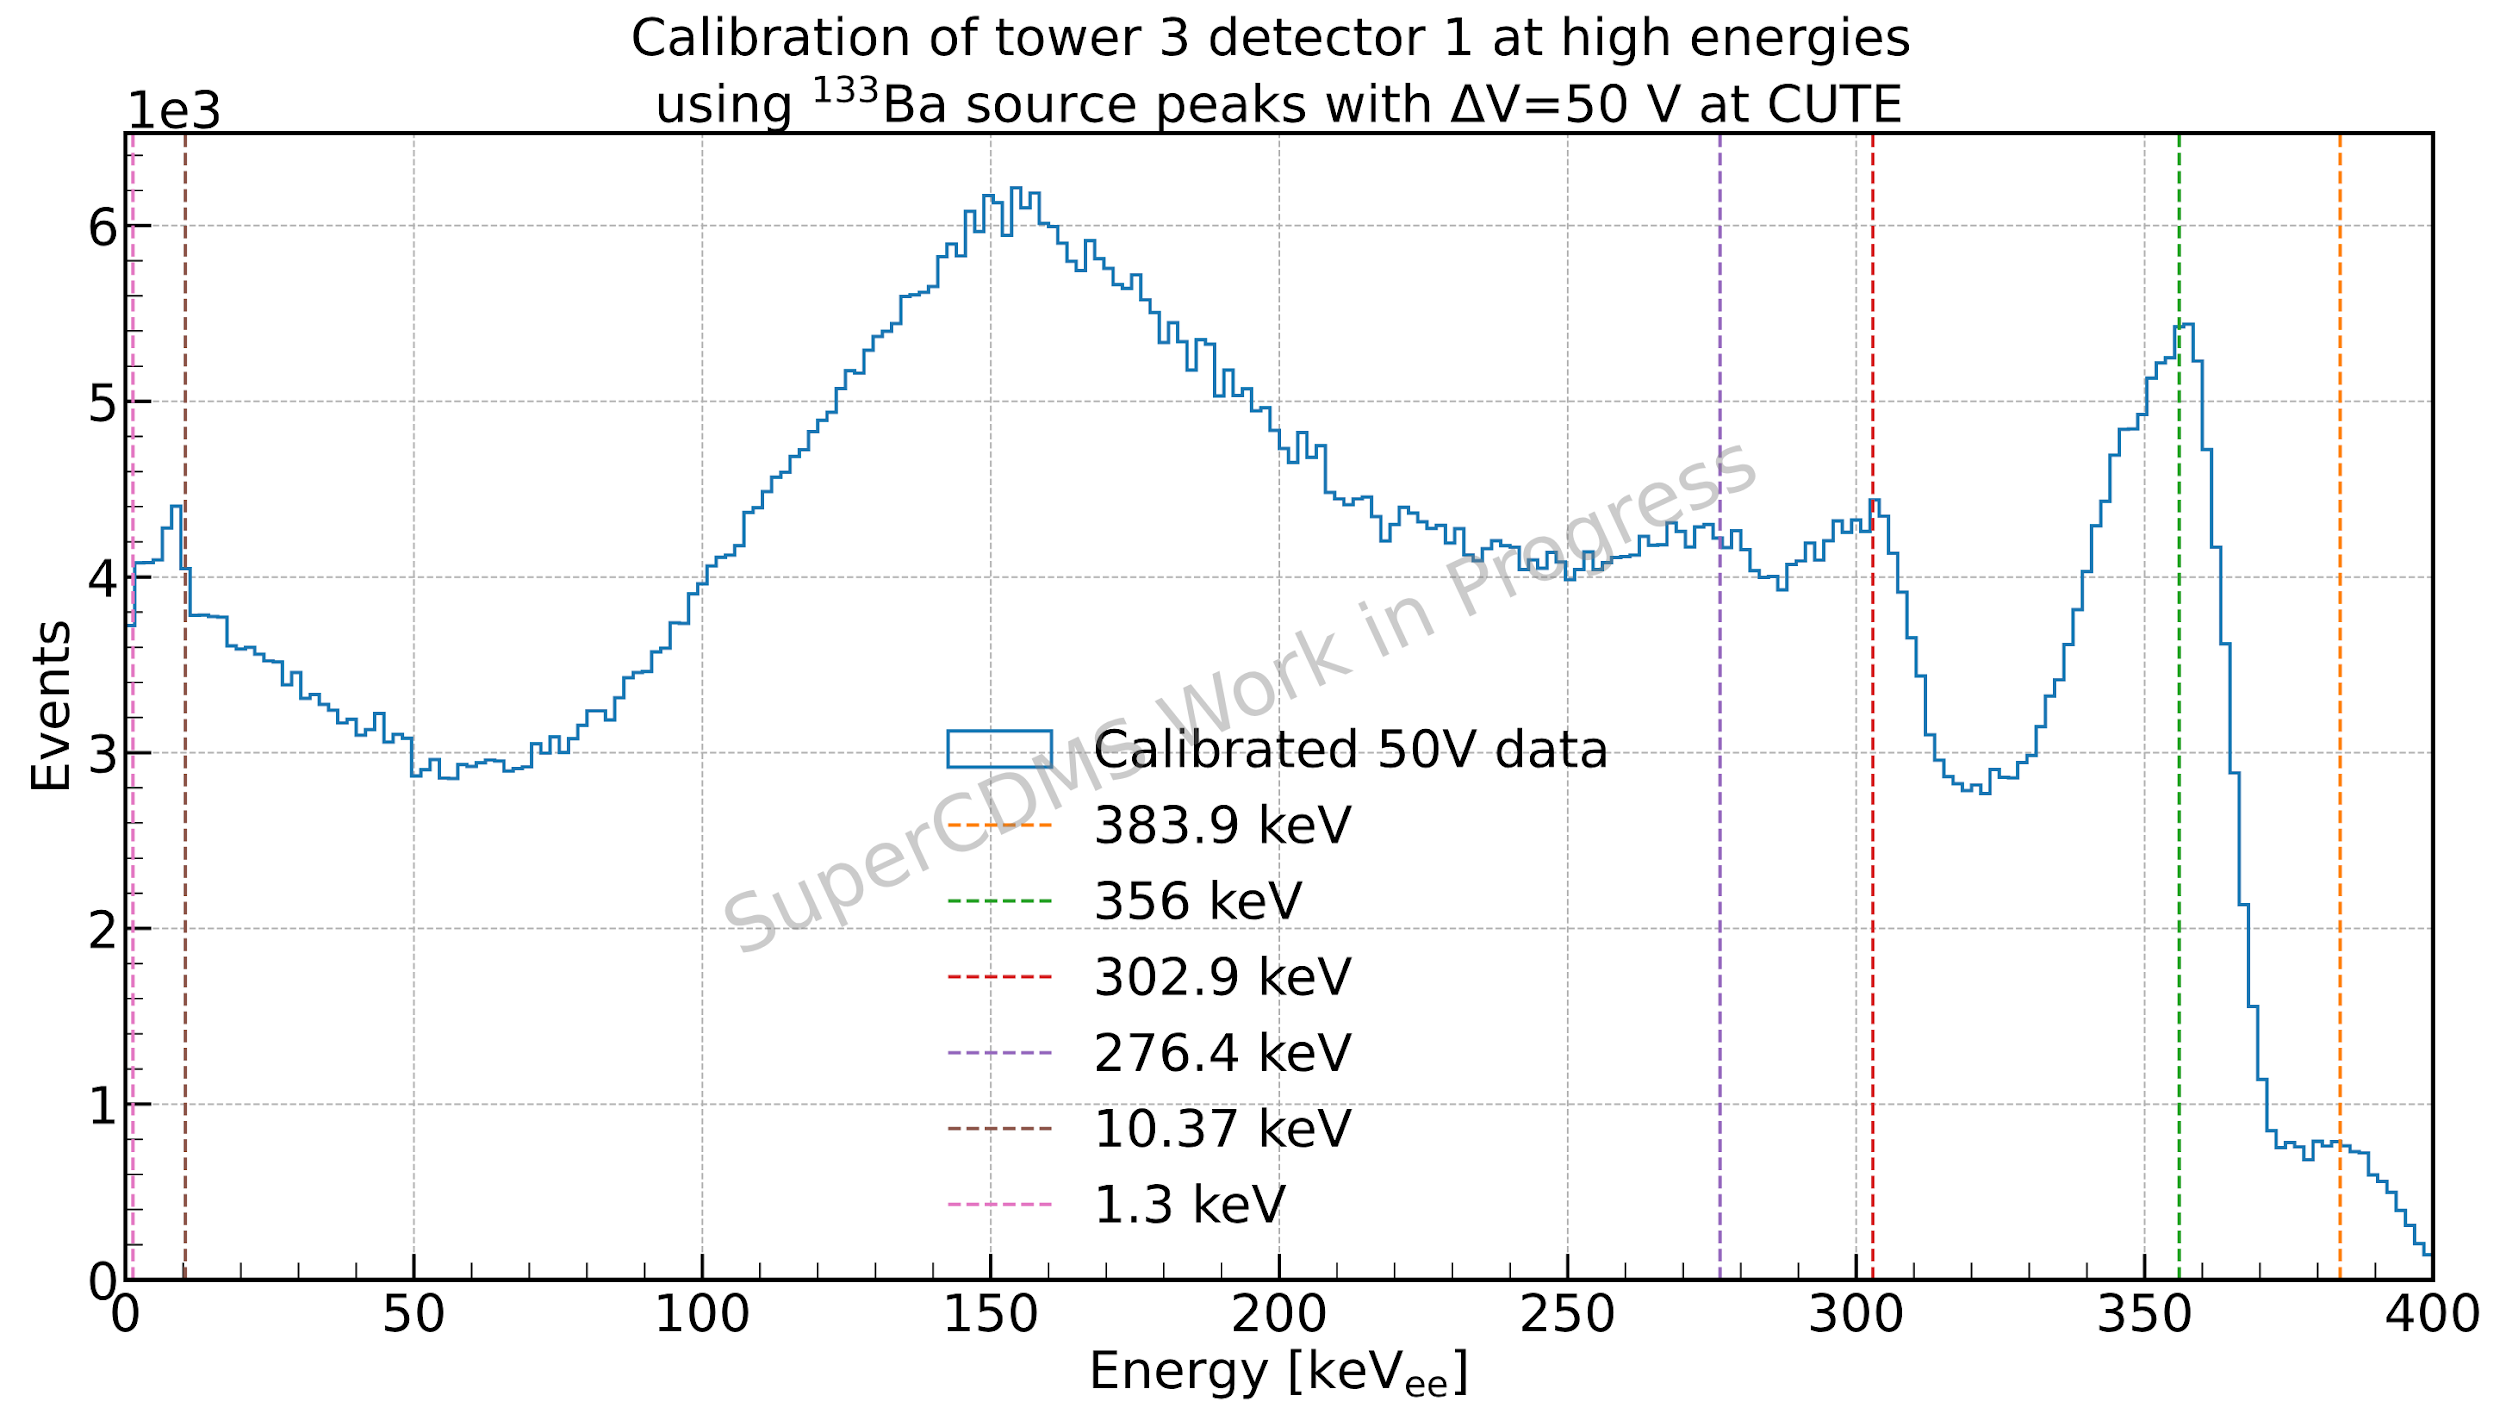 Calibration of tower 3 detector 1 at high energies
using ¹³³Ba source peaks with ΔV=50 V at CUTE
1e3
6
5
4
3
2
1
0
Events
SuperCDMS Work in Progress
Calibrated 50V data
383.9 keV
356 keV
302.9 keV
276.4 keV
10.37 keV
1.3 keV
0 50 100 150 200 250 300 350 400
Energy [keVₑₑ]